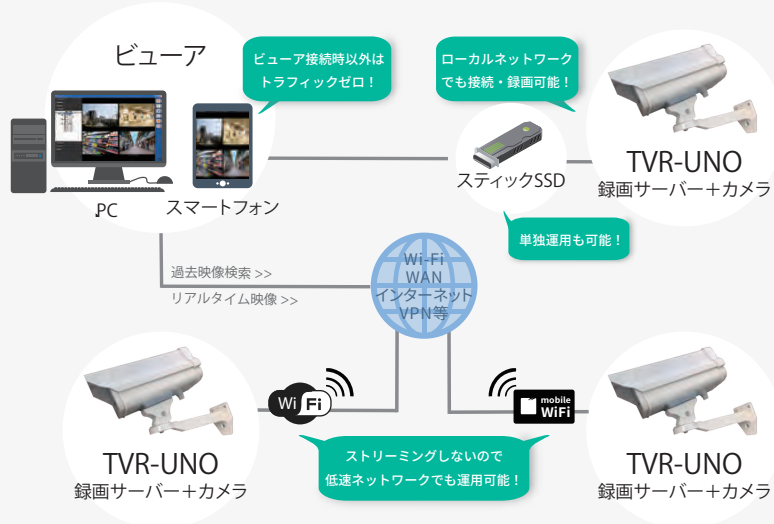 ビューア
ビューア接続時以外は
トラフィックゼロ！
ローカルネットワーク
でも接続・録画可能！
PC
スマートフォン
スティックSSD
TVR-UNO
録画サーバー＋カメラ
単独運用も可能！
過去映像検索 >>
リアルタイム映像 >>
Wi-Fi
WAN
インターネット
VPN等
Wi Fi
mobile
WiFi
ストリーミングしないので
低速ネットワークでも運用可能！
TVR-UNO
録画サーバー＋カメラ
TVR-UNO
録画サーバー＋カメラ